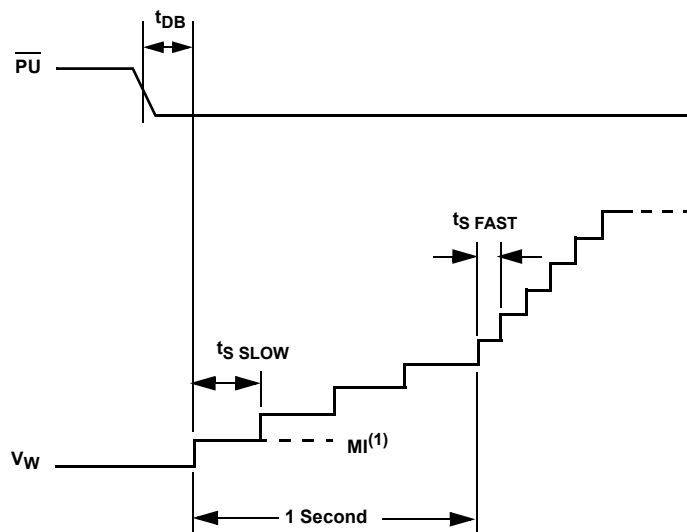 tDB
PU
tS FAST
tS SLOW
MI(1)
VW
1 Second